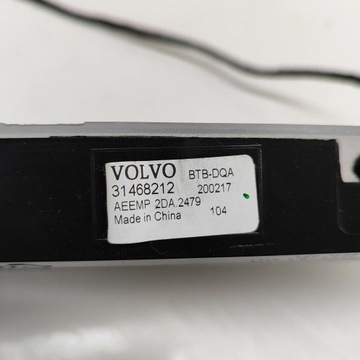 VOLVO BTB-DQA
31468212 200217
AEEMP 2DA.2479
Made in China 104